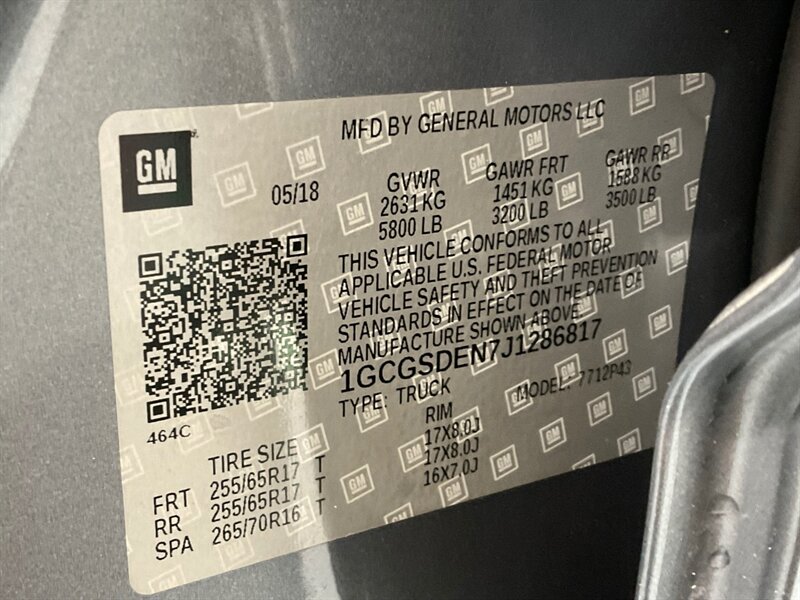 MFD BY GENERAL MOTORS LLC
GM
05/18
GVWR GAWR FRT GAWR RR
2631 KG 1451 KG 1588 KG
5800 LB 3200 LB 3500 LB
THIS VEHICLE CONFORMS TO ALL
APPLICABLE U.S. FEDERAL MOTOR
VEHICLE SAFETY AND THEFT PREVENTION
STANDARDS IN EFFECT ON THE DATE OF
MANUFACTURE SHOWN ABOVE
1GCGSDEN7J1286817
TYPE: TRUCK MODEL: 7712P43
464C
TIRE SIZE RIM
FRT 255/65R17 T 17X8.0J
RR 255/65R17 T 17X8.0J
SPA 265/70R16 T 16X7.0J